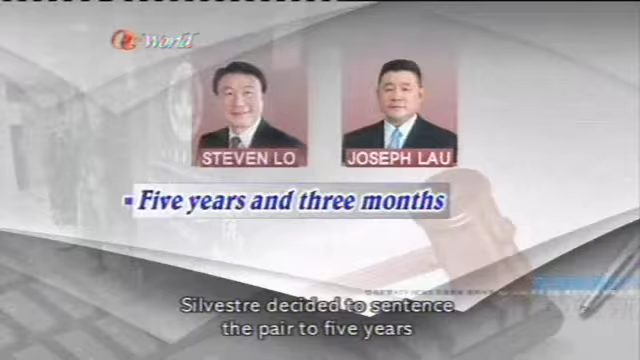 World
STEVEN LO
JOSEPH LAU
Five years and three months
Silvestre decided to sentence
the pair to five years